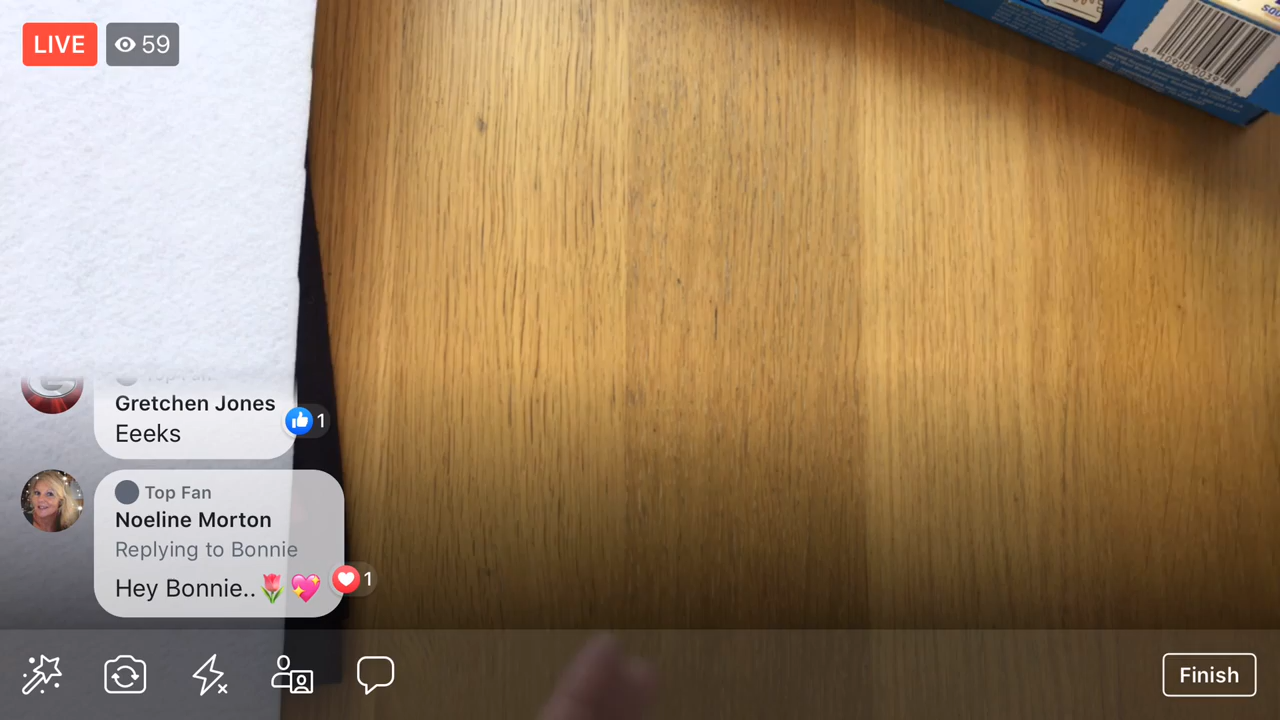 LIVE 59
Gretchen Jones
Eeeks
1
Top Fan
Noeline Morton
Replying to Bonnie
Hey Bonnie..🌷💖
1
Finish